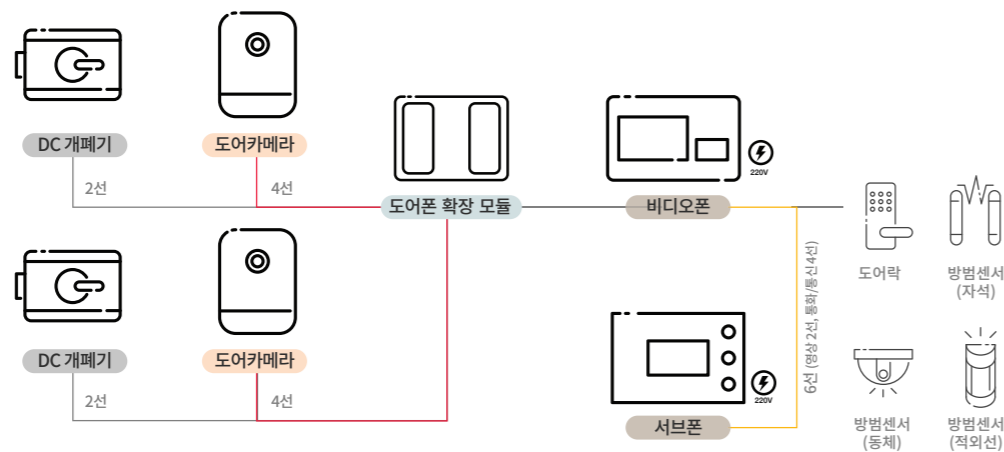 DC 개폐기
도어카메라
2선
4선
도어폰 확장 모듈
220V
비디오폰
DC 개폐기
도어카메라
2선
4선
220V
서브폰
6선 (영상 2선, 통화/통신 4선)
도어락
방범센서
(자석)
방범센서
(동체)
방범센서
(적외선)